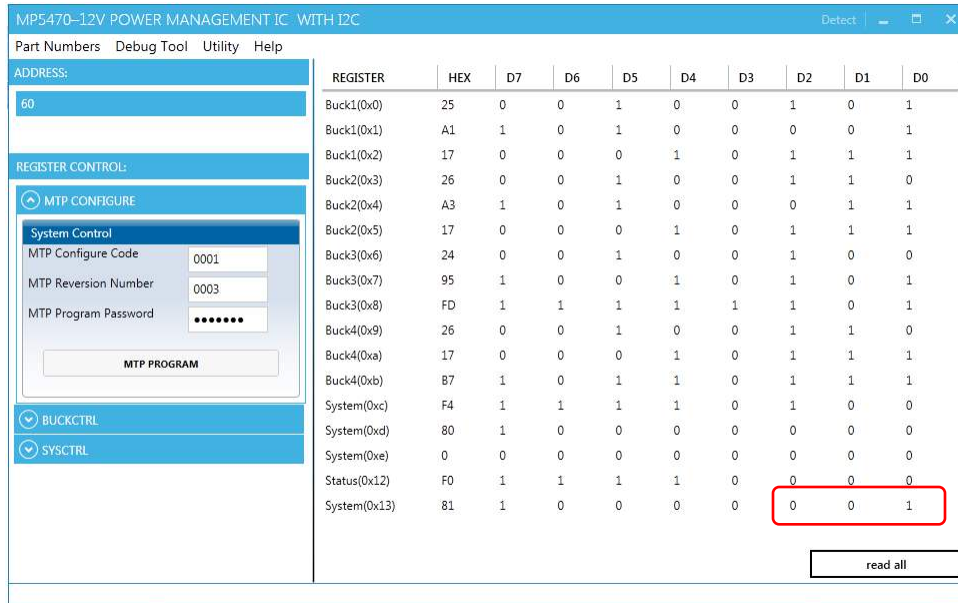 MP5470–12V POWER MANAGEMENT IC WITH I2C Detect
Part Numbers Debug Tool Utility Help
ADDRESS:
60
REGISTER CONTROL:
MTP CONFIGURE
System Control
MTP Configure Code 0001
MTP Reversion Number 0003
MTP Program Password •••••••
MTP PROGRAM
BUCKCTRL
SYSCTRL
REGISTER HEX D7 D6 D5 D4 D3 D2 D1 D0
Buck1(0x0) 25 0 0 1 0 0 1 0 1
Buck1(0x1) A1 1 0 1 0 0 0 0 1
Buck1(0x2) 17 0 0 0 1 0 1 1 1
Buck2(0x3) 26 0 0 1 0 0 1 1 0
Buck2(0x4) A3 1 0 1 0 0 0 1 1
Buck2(0x5) 17 0 0 0 1 0 1 1 1
Buck3(0x6) 24 0 0 1 0 0 1 0 0
Buck3(0x7) 95 1 0 0 1 0 1 0 1
Buck3(0x8) FD 1 1 1 1 1 1 0 1
Buck4(0x9) 26 0 0 1 0 0 1 1 0
Buck4(0xa) 17 0 0 0 1 0 1 1 1
Buck4(0xb) B7 1 0 1 1 0 1 1 1
System(0xc) F4 1 1 1 1 0 1 0 0
System(0xd) 80 1 0 0 0 0 0 0 0
System(0xe) 0 0 0 0 0 0 0 0 0
Status(0x12) F0 1 1 1 1 0 0 0 0
System(0x13) 81 1 0 0 0 0 0 0 1
read all